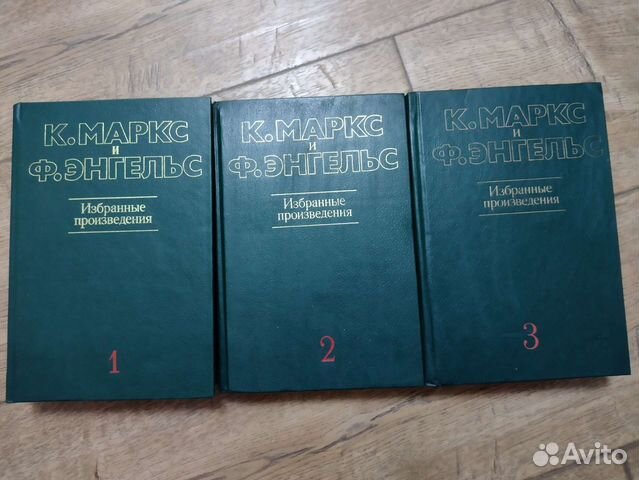 К. МАРКС
и
Ф. ЭНГЕЛЬС
Избранные
произведения
1
К. МАРКС
и
Ф. ЭНГЕЛЬС
Избранные
произведения
2
К. МАРКС
и
Ф. ЭНГЕЛЬС
Избранные
произведения
3
Avito